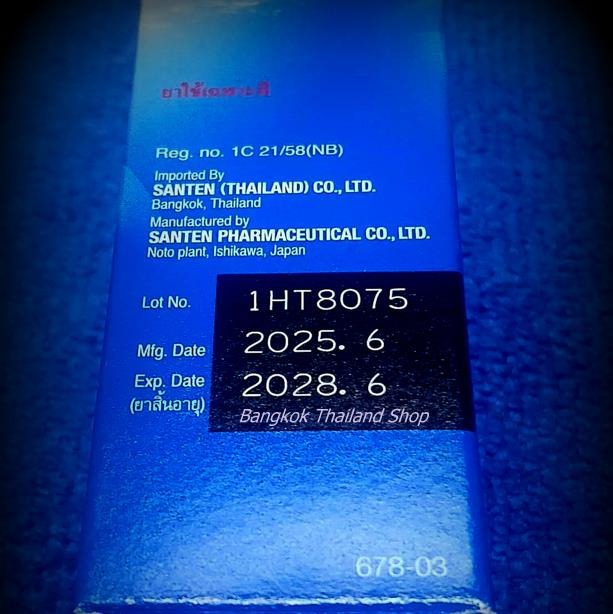 ยาใช้เฉพาะที่
Reg. no. 1C 21/58(NB)
Imported By
SANTEN (THAILAND) CO., LTD.
Bangkok, Thailand
Manufactured by
SANTEN PHARMACEUTICAL CO., LTD.
Noto plant, Ishikawa, Japan
Lot No. 1HT8075
Mfg. Date 2025. 6
Exp. Date 2028. 6
(ยาสิ้นอายุ)
Bangkok Thailand Shop
678-03